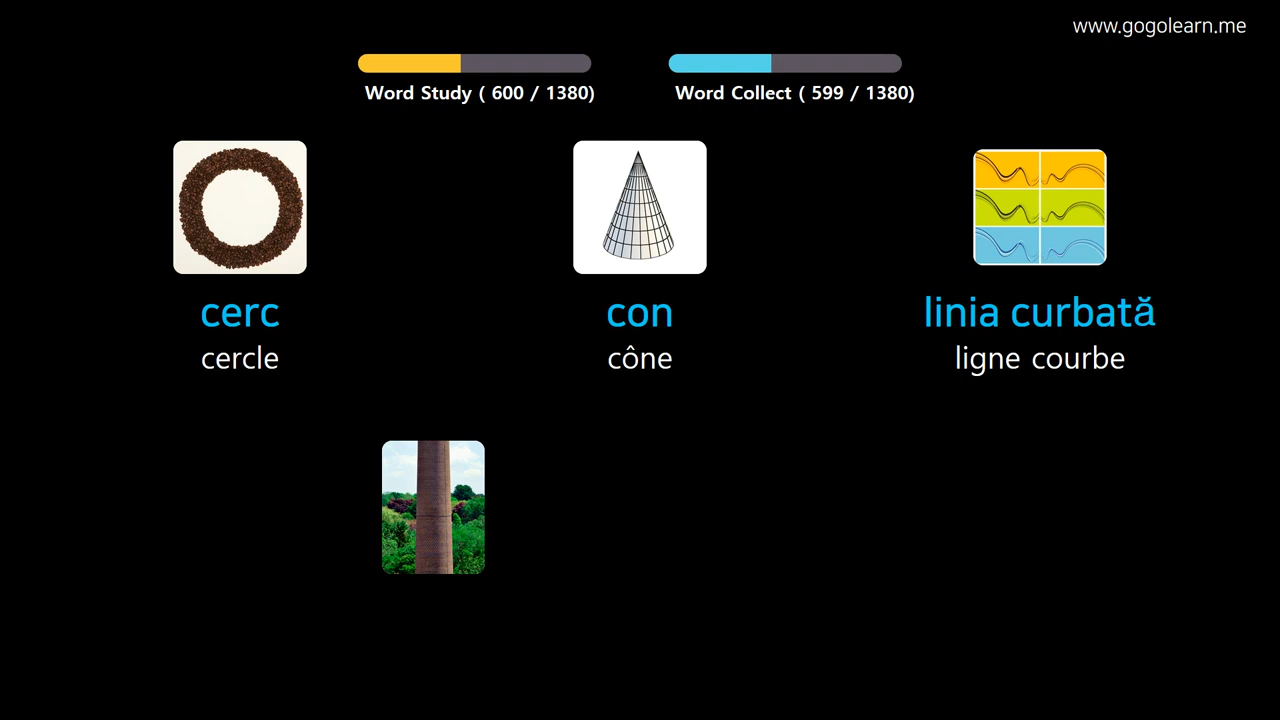 www.gogolearn.me
Word Study ( 600 / 1380)
Word Collect ( 599 / 1380)
cerc
con
linia curbată
cercle
cône
ligne courbe